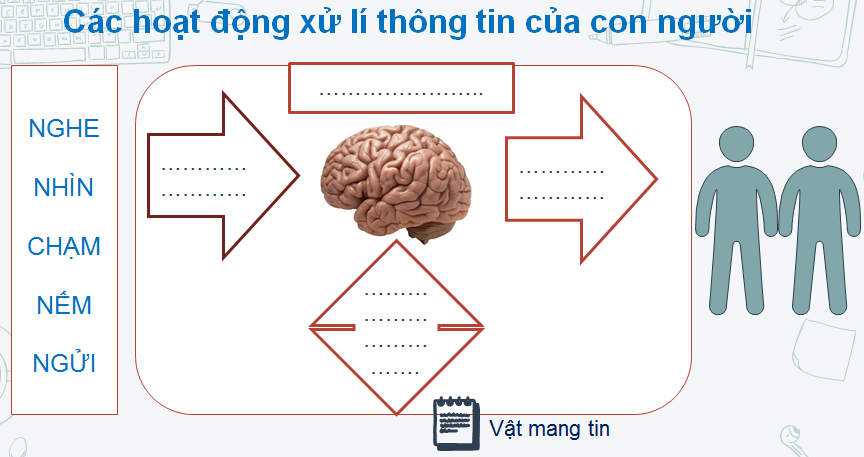 Các hoạt động xử lí thông tin của con người
NGHE
NHÌN
CHẠM
NẾM
NGỬI
…………
…………
…………………..
…………
…………
………
………
………
…….
Vật mang tin